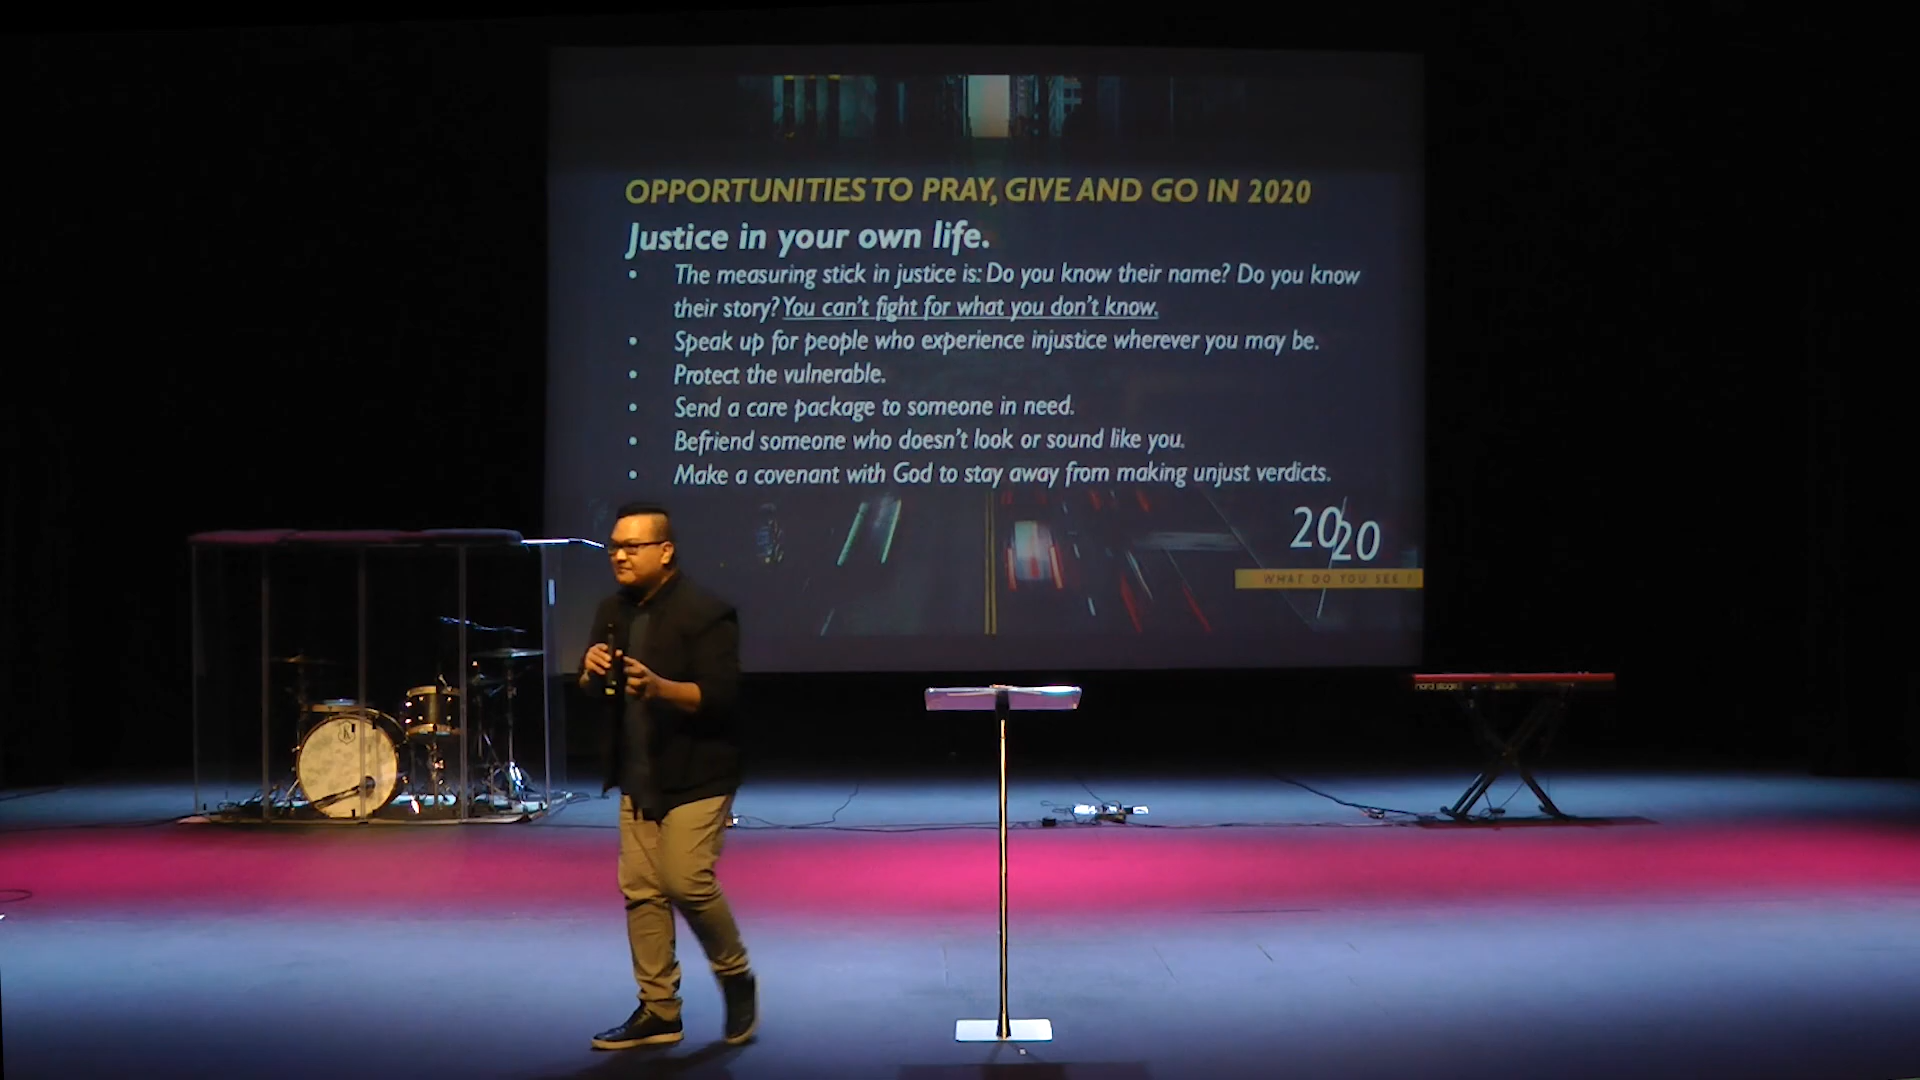 OPPORTUNITIES TO PRAY, GIVE AND GO IN 2020
Justice in your own life.
• The measuring stick in justice is: Do you know their name? Do you know
their story? You can't fight for what you don't know.
• Speak up for people who experience injustice wherever you may be.
• Protect the vulnerable.
• Send a care package to someone in need.
• Befriend someone who doesn't look or sound like you.
• Make a covenant with God to stay away from making unjust verdicts.
20/20
WHAT DO YOU SEE?
nord stage
K